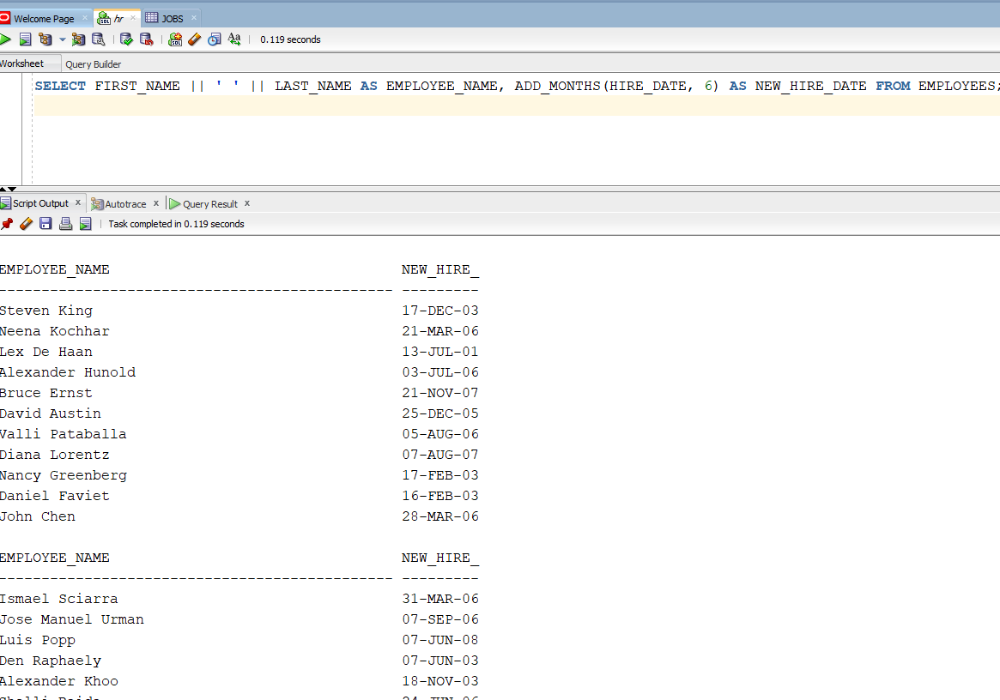 Welcome Page hr JOBS
0.119 seconds
Worksheet Query Builder
SELECT FIRST_NAME || ' ' || LAST_NAME AS EMPLOYEE_NAME, ADD_MONTHS(HIRE_DATE, 6) AS NEW_HIRE_DATE FROM EMPLOYEES;
Script Output x Autotrace x Query Result x
Task completed in 0.119 seconds
EMPLOYEE_NAME NEW_HIRE_
---------------------------------------------- ---------
Steven King 17-DEC-03
Neena Kochhar 21-MAR-06
Lex De Haan 13-JUL-01
Alexander Hunold 03-JUL-06
Bruce Ernst 21-NOV-07
David Austin 25-DEC-05
Valli Pataballa 05-AUG-06
Diana Lorentz 07-AUG-07
Nancy Greenberg 17-FEB-03
Daniel Faviet 16-FEB-03
John Chen 28-MAR-06
EMPLOYEE_NAME NEW_HIRE_
---------------------------------------------- ---------
Ismael Sciarra 31-MAR-06
Jose Manuel Urman 07-SEP-06
Luis Popp 07-JUN-08
Den Raphaely 07-JUN-03
Alexander Khoo 18-NOV-03